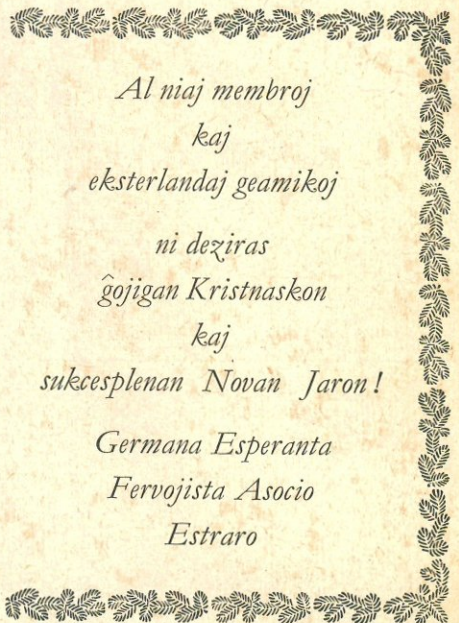 Al niaj membroj
kaj
eksterlandaj geamikoj
ni deziras
ĝojigan Kristnaskon
kaj
sukcesplenan Novan Jaron!
Germana Esperanta
Fervojista Asocio
Estraro